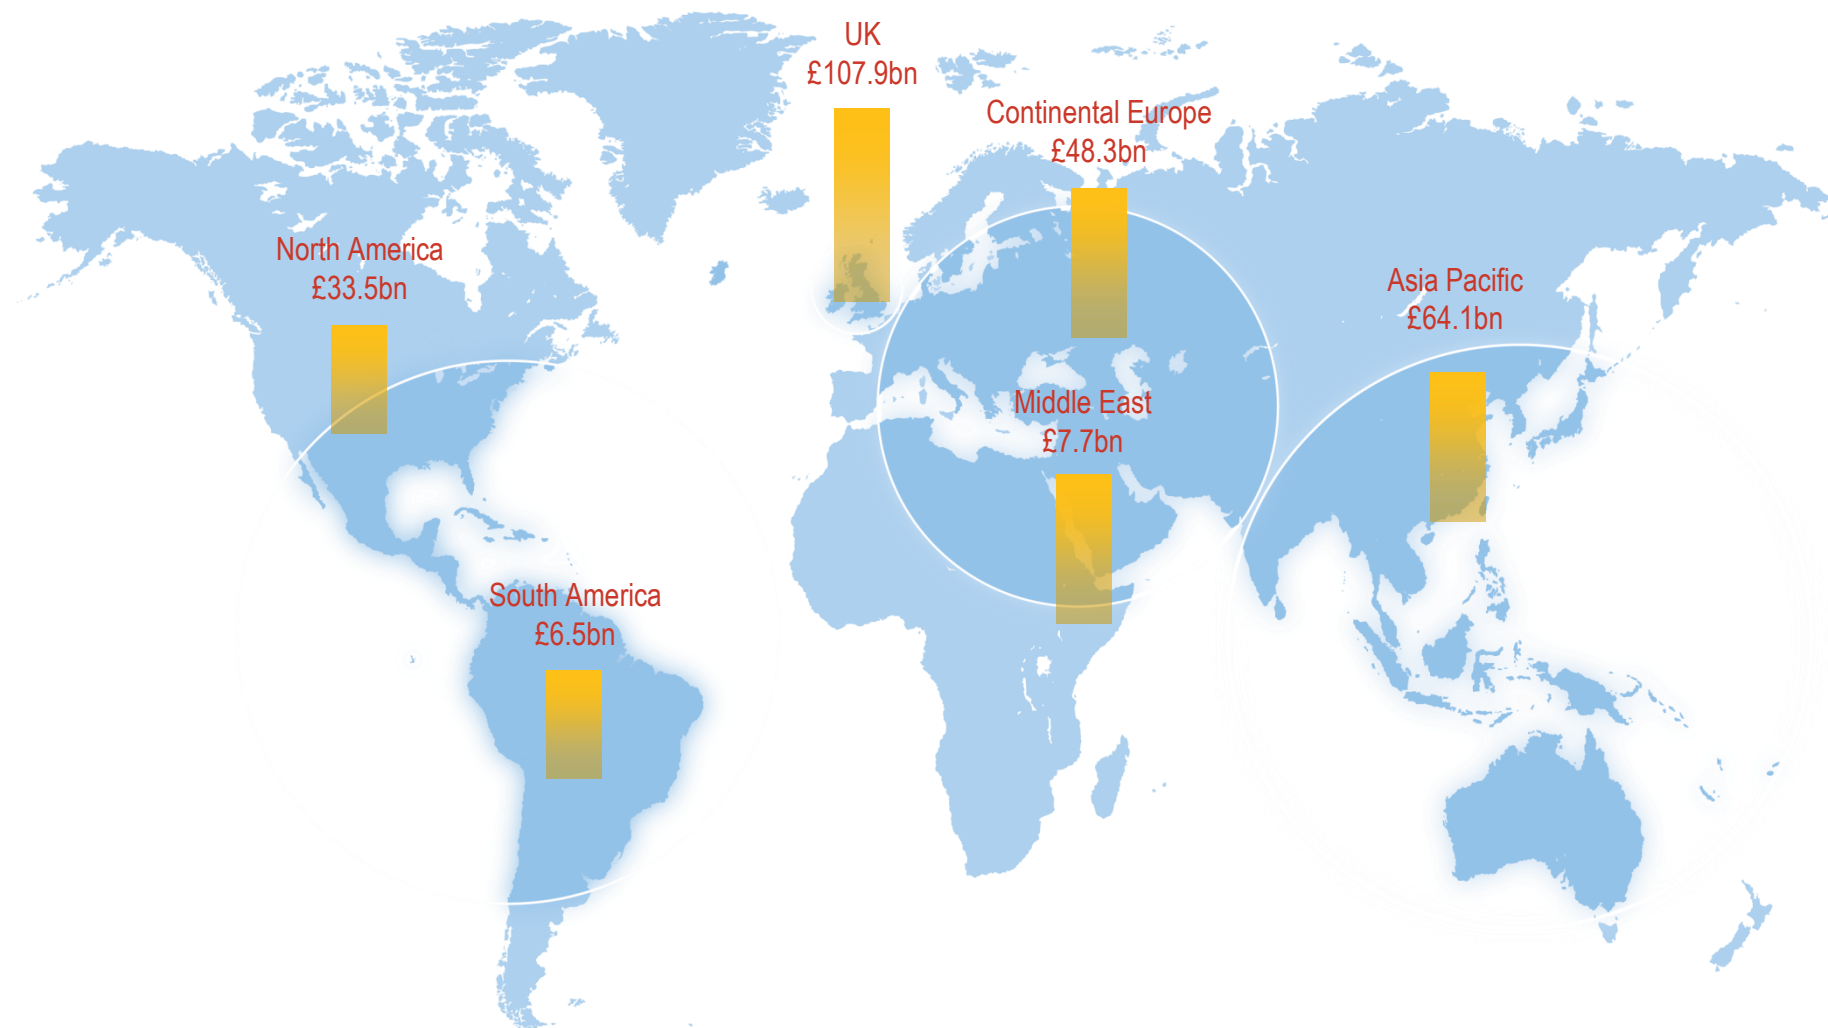 UK
£107.9bn
Continental Europe
£48.3bn
North America
£33.5bn
Asia Pacific
£64.1bn
Middle East
£7.7bn
South America
£6.5bn